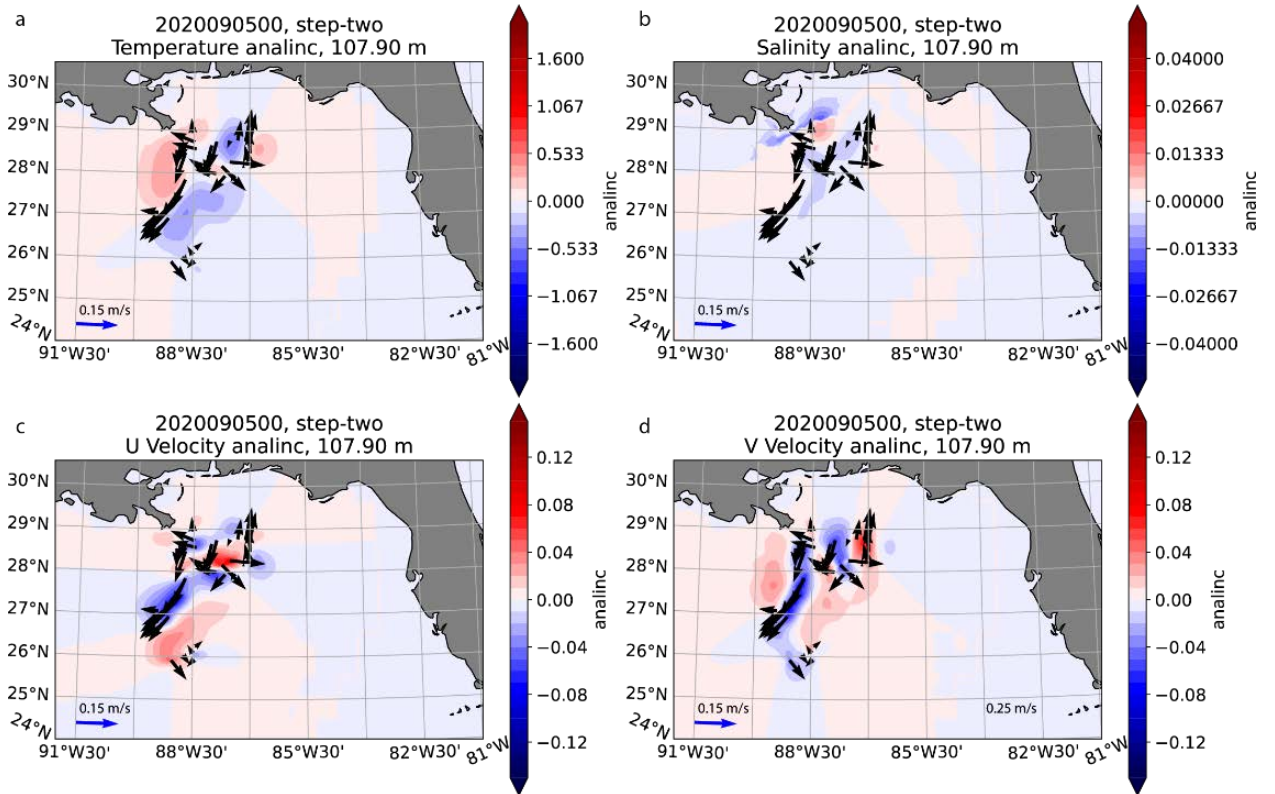 a
2020090500, step-two
Temperature analinc, 107.90 m
30°N
29°N
28°N
27°N
26°N
25°N
24°N
91°W30'
88°W30'
85°W30'
82°W30'
81°W
0.15 m/s
1.600
1.067
0.533
0.000
−0.533
−1.067
−1.600
analinc
b
2020090500, step-two
Salinity analinc, 107.90 m
30°N
29°N
28°N
27°N
26°N
25°N
24°N
91°W30'
88°W30'
85°W30'
82°W30'
81°W
0.15 m/s
0.04000
0.02667
0.01333
0.00000
−0.01333
−0.02667
−0.04000
analinc
c
2020090500, step-two
U Velocity analinc, 107.90 m
30°N
29°N
28°N
27°N
26°N
25°N
24°N
91°W30'
88°W30'
85°W30'
82°W30'
81°W
0.15 m/s
0.12
0.08
0.04
0.00
−0.04
−0.08
−0.12
analinc
d
2020090500, step-two
V Velocity analinc, 107.90 m
30°N
29°N
28°N
27°N
26°N
25°N
24°N
91°W30'
88°W30'
85°W30'
82°W30'
81°W
0.15 m/s
0.25 m/s
0.12
0.08
0.04
0.00
−0.04
−0.08
−0.12
analinc